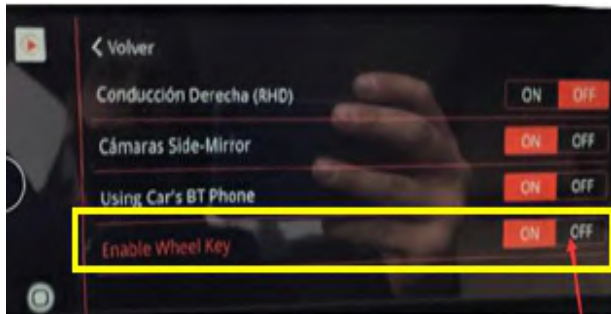 Volver
Conducción Derecha (RHD) ON OFF
Cámaras Side-Mirror ON OFF
Using Car's BT Phone ON OFF
Enable Wheel Key ON OFF